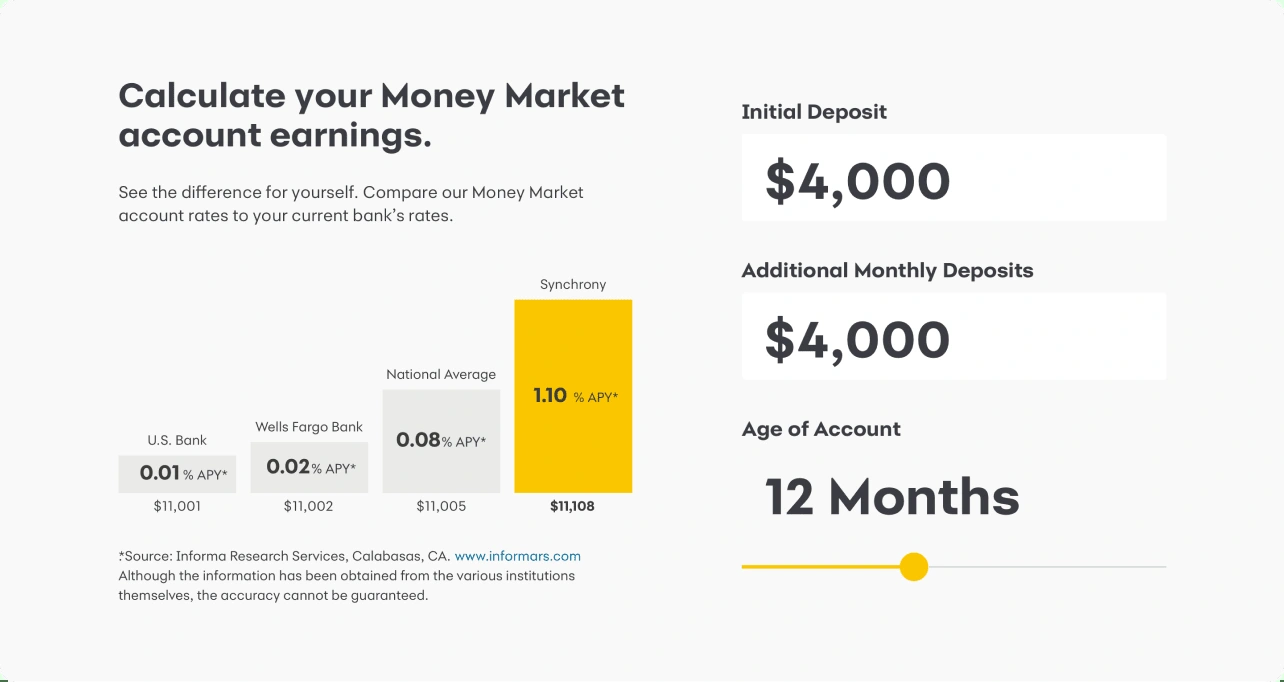 Calculate your Money Market
account earnings.
See the difference for yourself. Compare our Money Market
account rates to your current bank's rates.
U.S. Bank
0.01 % APY*
$11,001
Wells Fargo Bank
0.02% APY*
$11,002
National Average
0.08% APY*
$11,005
Synchrony
1.10 % APY*
$11,108
*Source: Informa Research Services, Calabasas, CA. www.informars.com
Although the information has been obtained from the various institutions
themselves, the accuracy cannot be guaranteed.
Initial Deposit
$4,000
Additional Monthly Deposits
$4,000
Age of Account
12 Months